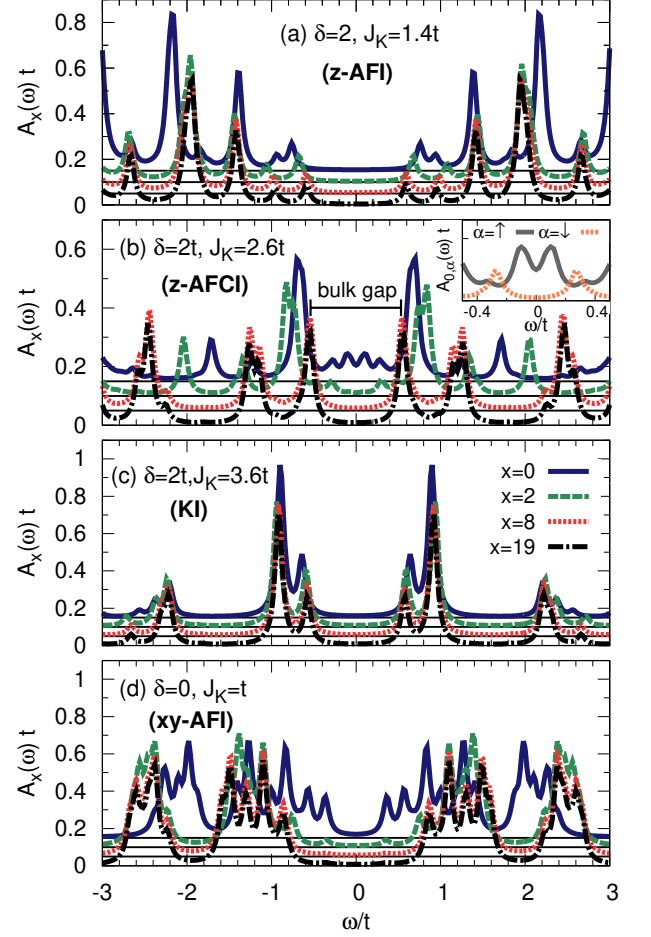 (a) δ=2, J_K=1.4t
(z-AFI)
A_x(ω) t
0.8
0.6
0.4
0.2
0
(b) δ=2t, J_K=2.6t
(z-AFCI)
bulk gap
A_x(ω) t
0.6
0.4
0.2
0
α=↑ α=↓
A_{0,α}(ω) t
-0.4 0 0.4
ω/t
(c) δ=2t,J_K=3.6t
(KI)
A_x(ω) t
1
0.8
0.6
0.4
0.2
0
x=0
x=2
x=8
x=19
(d) δ=0, J_K=t
(xy-AFI)
A_x(ω) t
1
0.8
0.6
0.4
0.2
0
-3 -2 -1 0 1 2 3
ω/t